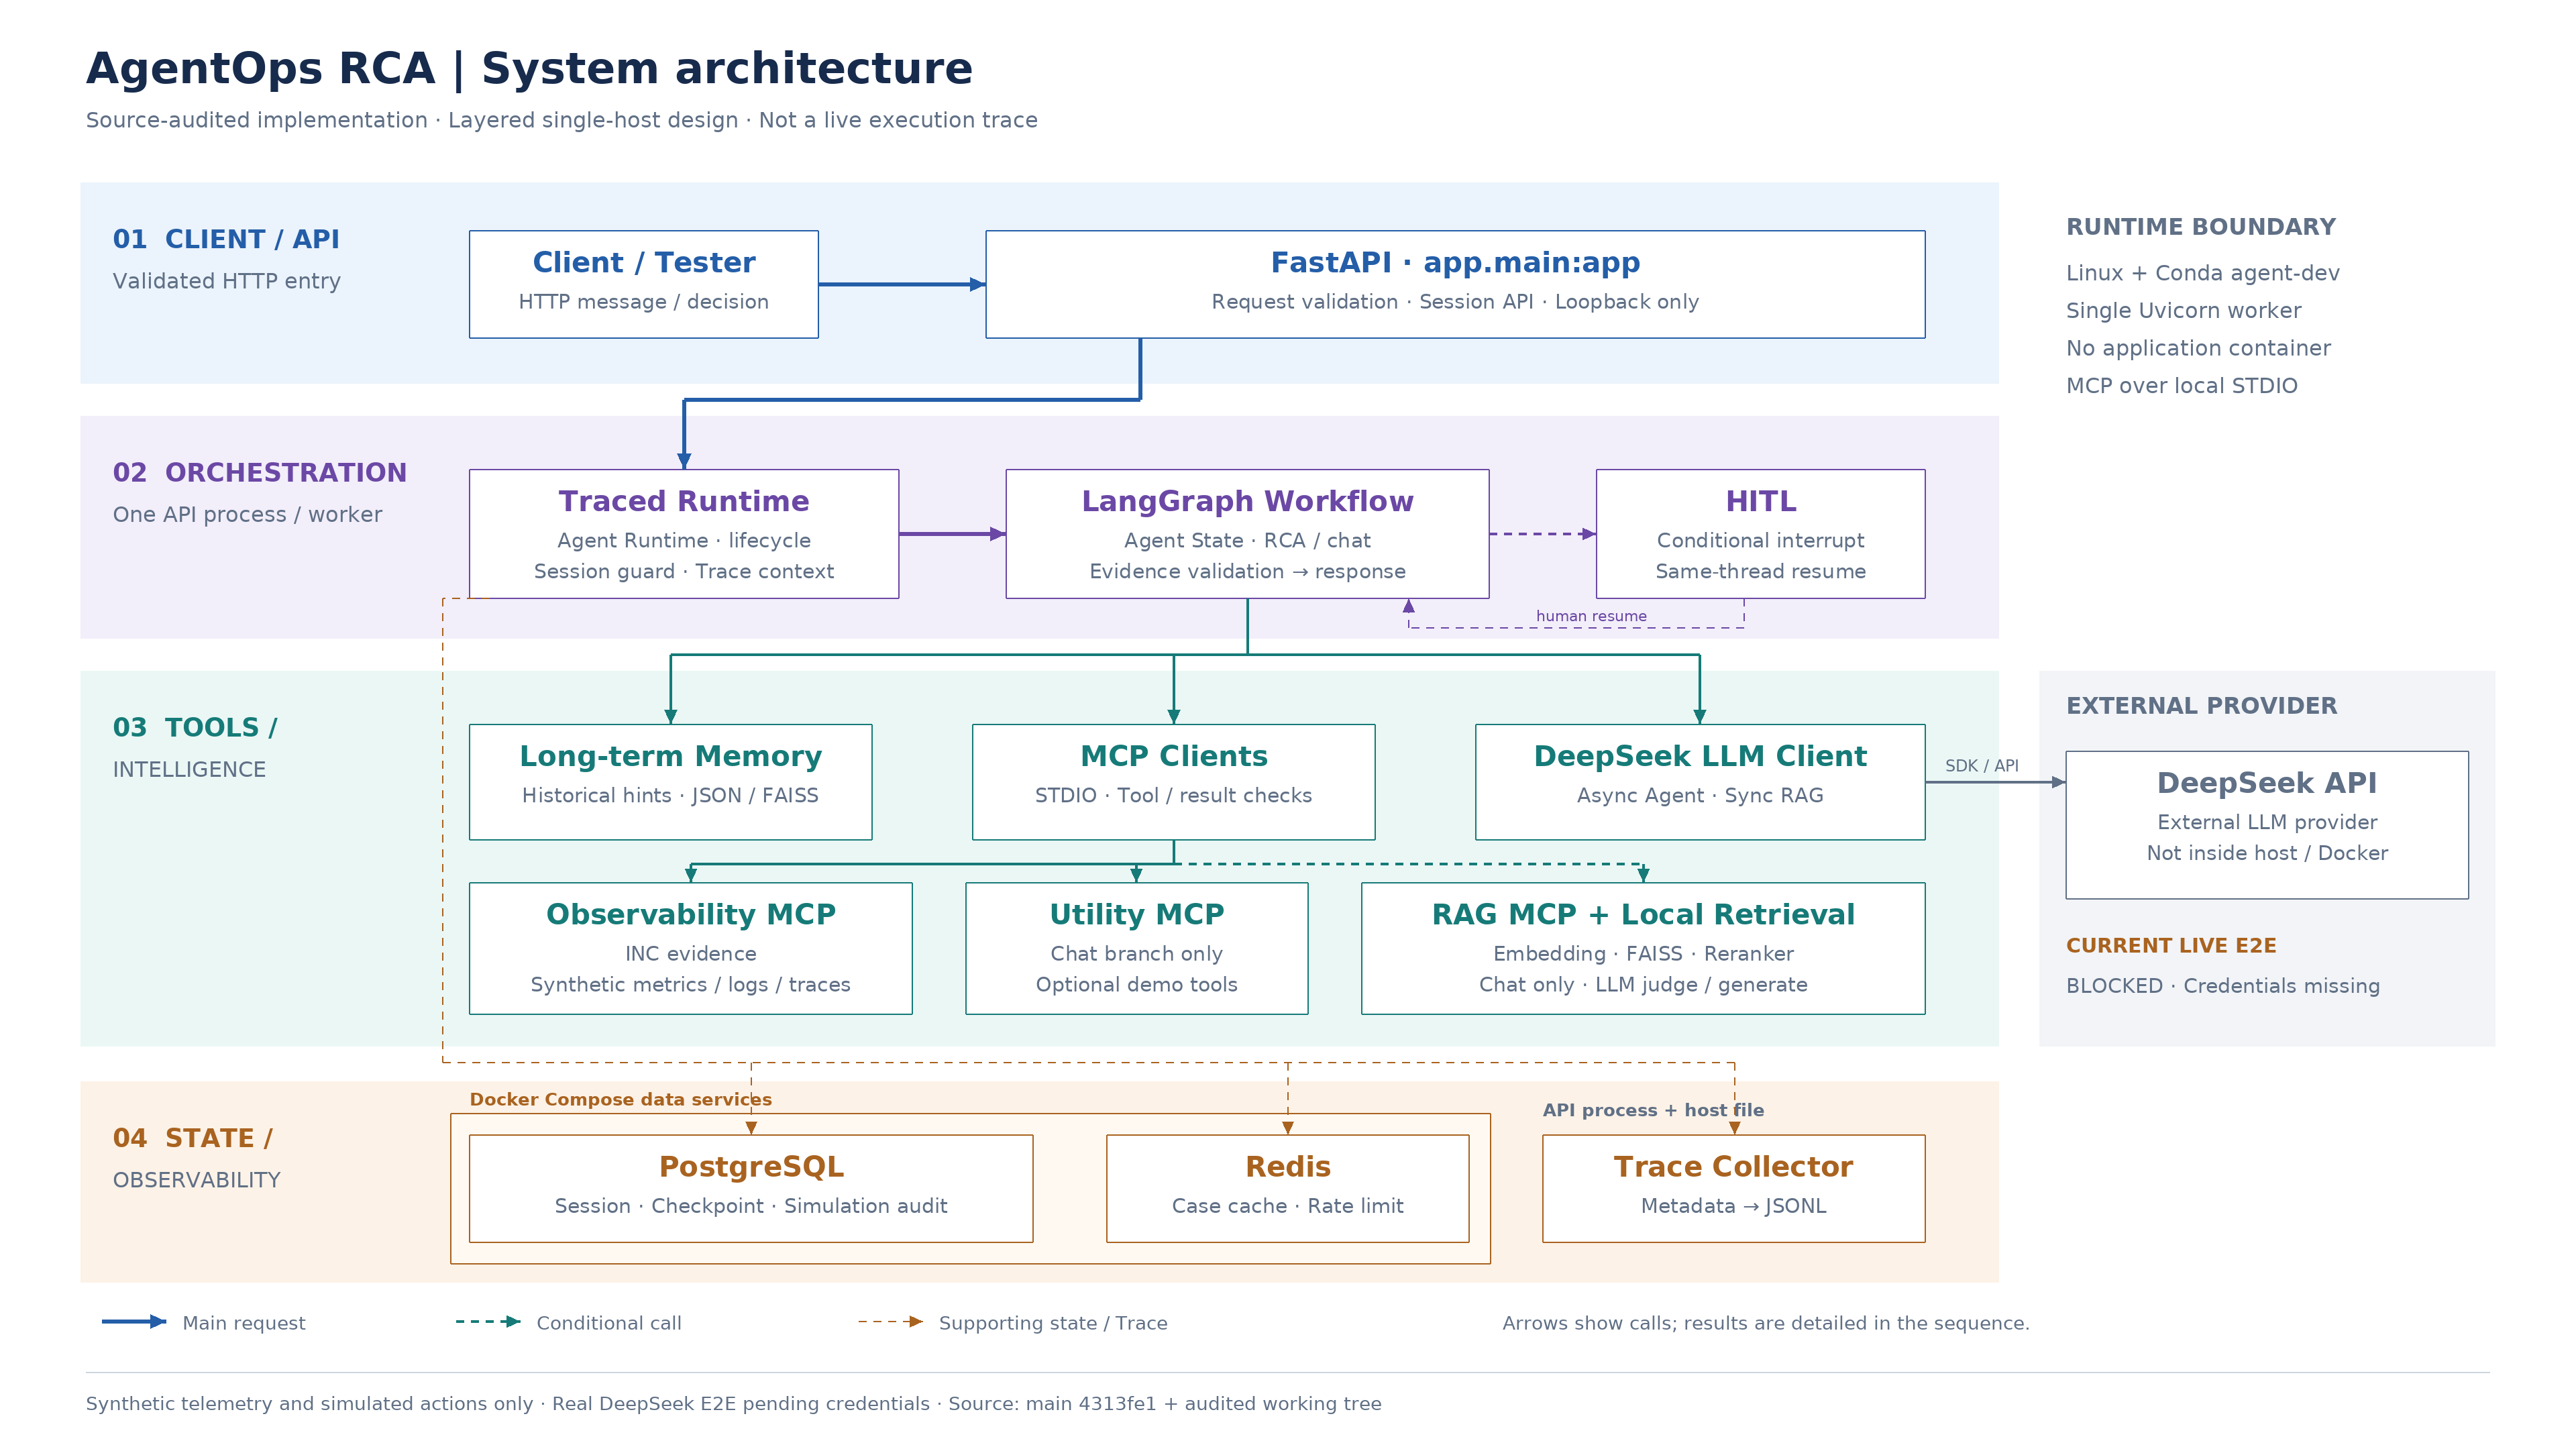 AgentOps RCA | System architecture
Source-audited implementation · Layered single-host design · Not a live execution trace
01 CLIENT / API
Validated HTTP entry
Client / Tester
HTTP message / decision
FastAPI · app.main:app
Request validation · Session API · Loopback only
RUNTIME BOUNDARY
Linux + Conda agent-dev
Single Uvicorn worker
No application container
MCP over local STDIO
02 ORCHESTRATION
One API process / worker
Traced Runtime
Agent Runtime · lifecycle
Session guard · Trace context
LangGraph Workflow
Agent State · RCA / chat
Evidence validation → response
HITL
Conditional interrupt
Same-thread resume
human resume
03 TOOLS /
INTELLIGENCE
Long-term Memory
Historical hints · JSON / FAISS
MCP Clients
STDIO · Tool / result checks
DeepSeek LLM Client
Async Agent · Sync RAG
SDK / API
EXTERNAL PROVIDER
DeepSeek API
External LLM provider
Not inside host / Docker
CURRENT LIVE E2E
BLOCKED · Credentials missing
Observability MCP
INC evidence
Synthetic metrics / logs / traces
Utility MCP
Chat branch only
Optional demo tools
RAG MCP + Local Retrieval
Embedding · FAISS · Reranker
Chat only · LLM judge / generate
04 STATE /
OBSERVABILITY
Docker Compose data services
PostgreSQL
Session · Checkpoint · Simulation audit
Redis
Case cache · Rate limit
API process + host file
Trace Collector
Metadata → JSONL
Main request
Conditional call
Supporting state / Trace
Arrows show calls; results are detailed in the sequence.
Synthetic telemetry and simulated actions only · Real DeepSeek E2E pending credentials · Source: main 4313fe1 + audited working tree